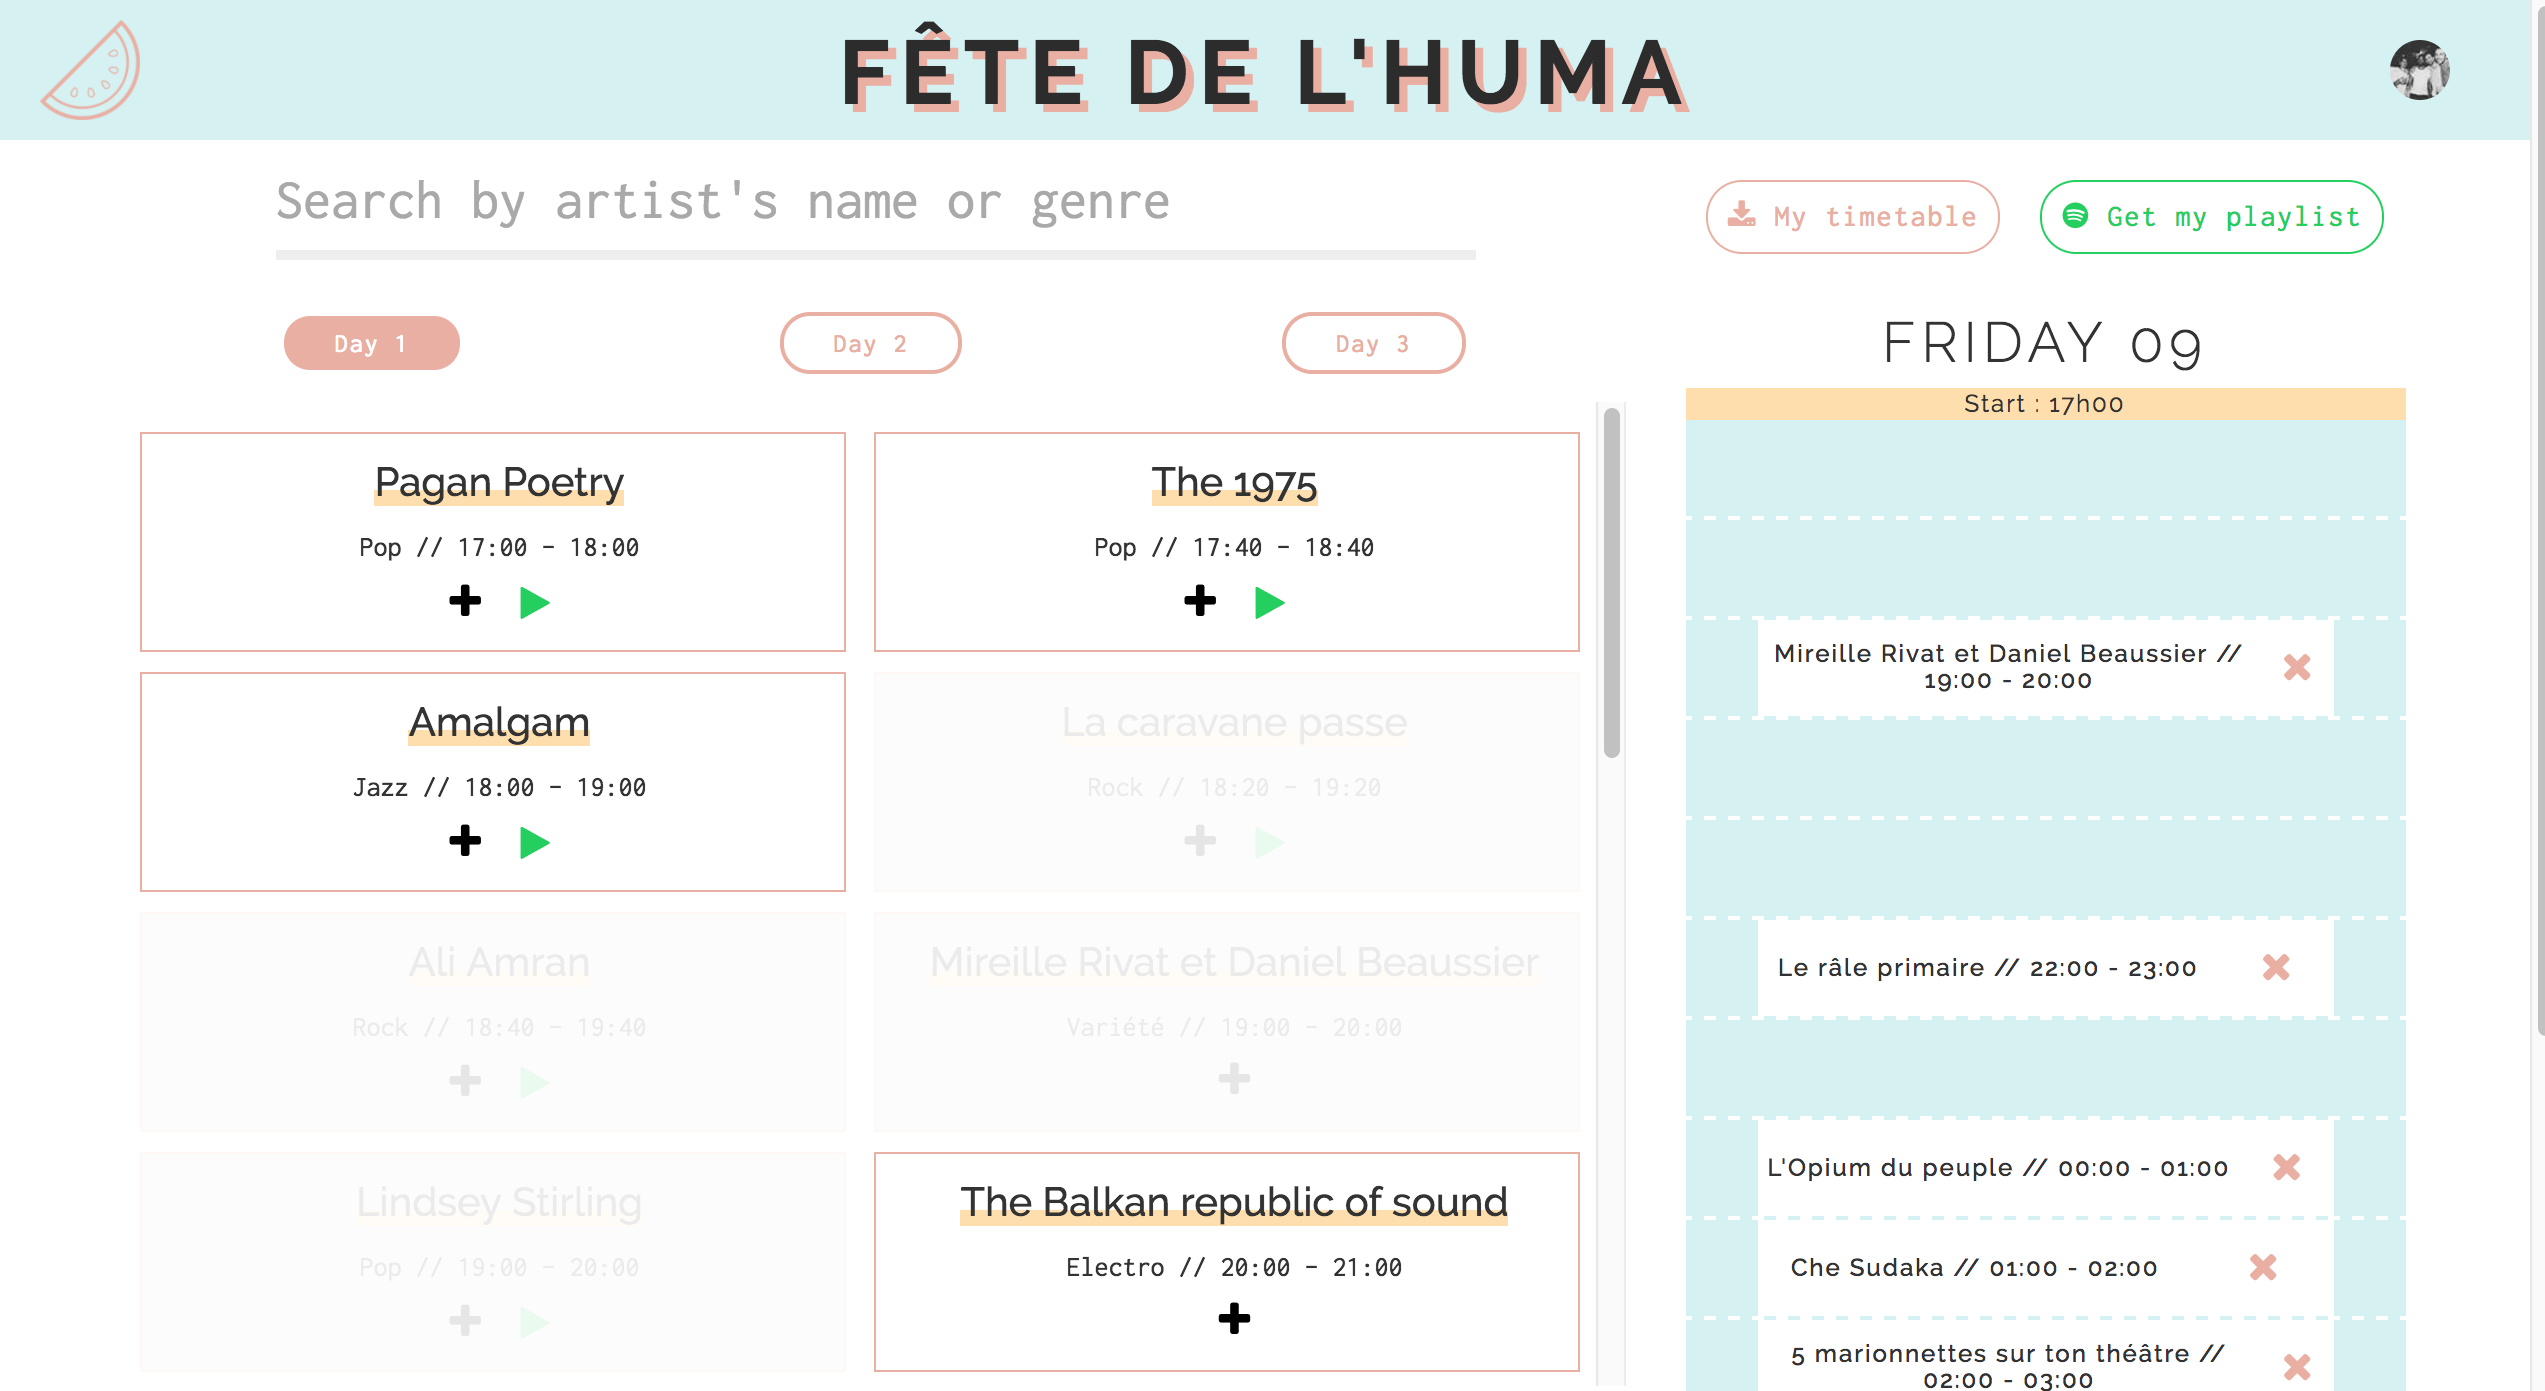 FÊTE DE L'HUMA
Search by artist's name or genre
My timetable
Get my playlist
Day 1
Day 2
Day 3
Pagan Poetry
Pop // 17:00 - 18:00
The 1975
Pop // 17:40 - 18:40
Amalgam
Jazz // 18:00 - 19:00
La caravane passe
Rock // 18:20 - 19:20
Ali Amran
Rock // 18:40 - 19:40
Mireille Rivat et Daniel Beaussier
Variété // 19:00 - 20:00
Lindsey Stirling
Pop // 19:00 - 20:00
The Balkan republic of sound
Electro // 20:00 - 21:00
FRIDAY 09
Start : 17h00
Mireille Rivat et Daniel Beaussier //
19:00 - 20:00
Le râle primaire // 22:00 - 23:00
L'Opium du peuple // 00:00 - 01:00
Che Sudaka // 01:00 - 02:00
5 marionnettes sur ton théâtre //
02:00 - 03:00